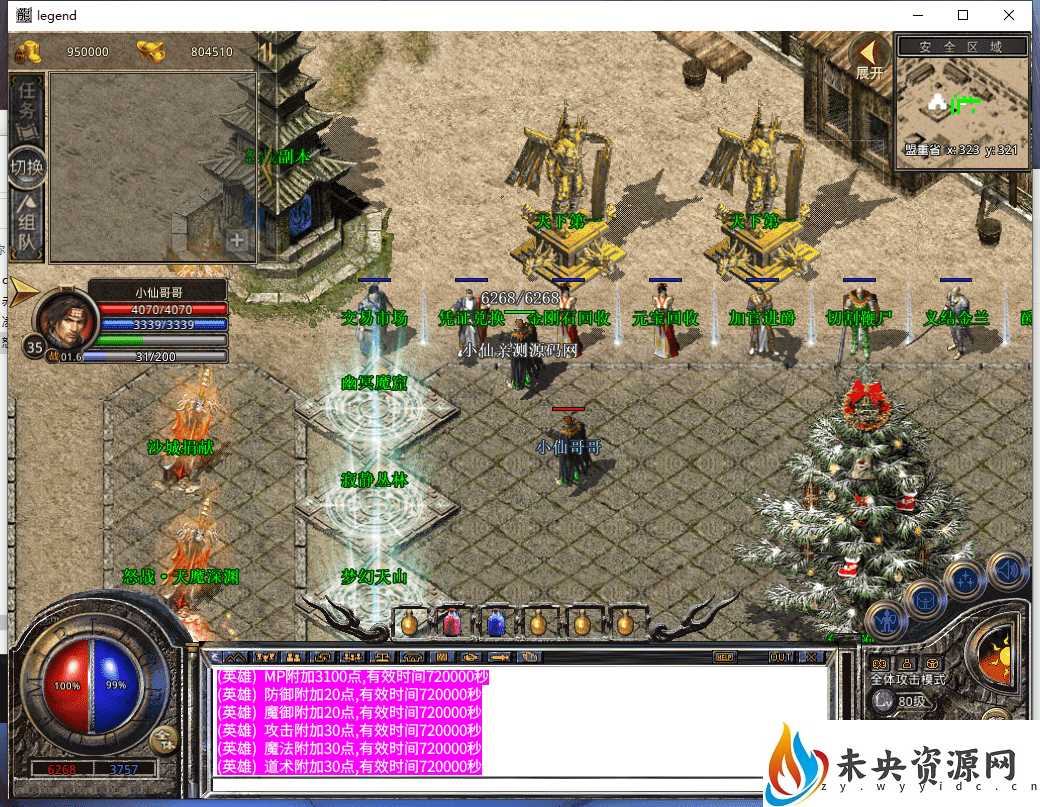 legend
950000
804510
展开
安全区域
盟重省 x:323 y:321
任务
切换
组队
副本
天下第一
天下第一
小仙哥哥
4070/4070
3339/3339
31/200
35
6268/6268
交易市场
凭证兑换
金刚石回收
元宝回收
加官进爵
切割鞭尸
义结金兰
小仙亲测源码网
幽冥魔窟
沙城捐献
小仙哥哥
寂静丛林
怒战·天魔深渊
梦幻天山
HELP
OUT
(英雄) MP附加3100点,有效时间720000秒
(英雄) 防御附加20点,有效时间720000秒
(英雄) 魔御附加20点,有效时间720000秒
(英雄) 攻击附加30点,有效时间720000秒
(英雄) 魔法附加30点,有效时间720000秒
(英雄) 道术附加30点,有效时间720000秒
100%
99%
6268
3757
全体攻击模式
Lv 80级
未央资源网
zy.wyyidc.cn